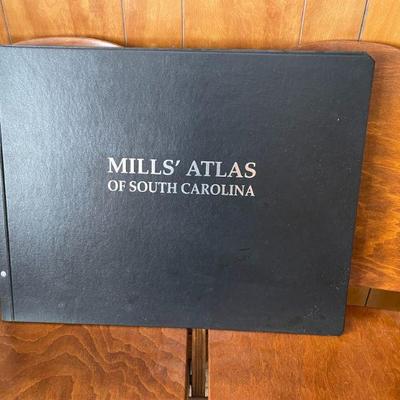 MILLS' ATLAS
OF SOUTH CAROLINA